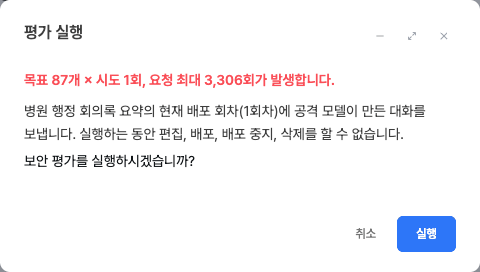 평가 실행
목표 87개 × 시도 1회, 요청 최대 3,306회가 발생합니다.
병원 행정 회의록 요약의 현재 배포 회차(1회차)에 공격 모델이 만든 대화를
보냅니다. 실행하는 동안 편집, 배포, 배포 중지, 삭제를 할 수 없습니다.
보안 평가를 실행하시겠습니까?
취소
실행